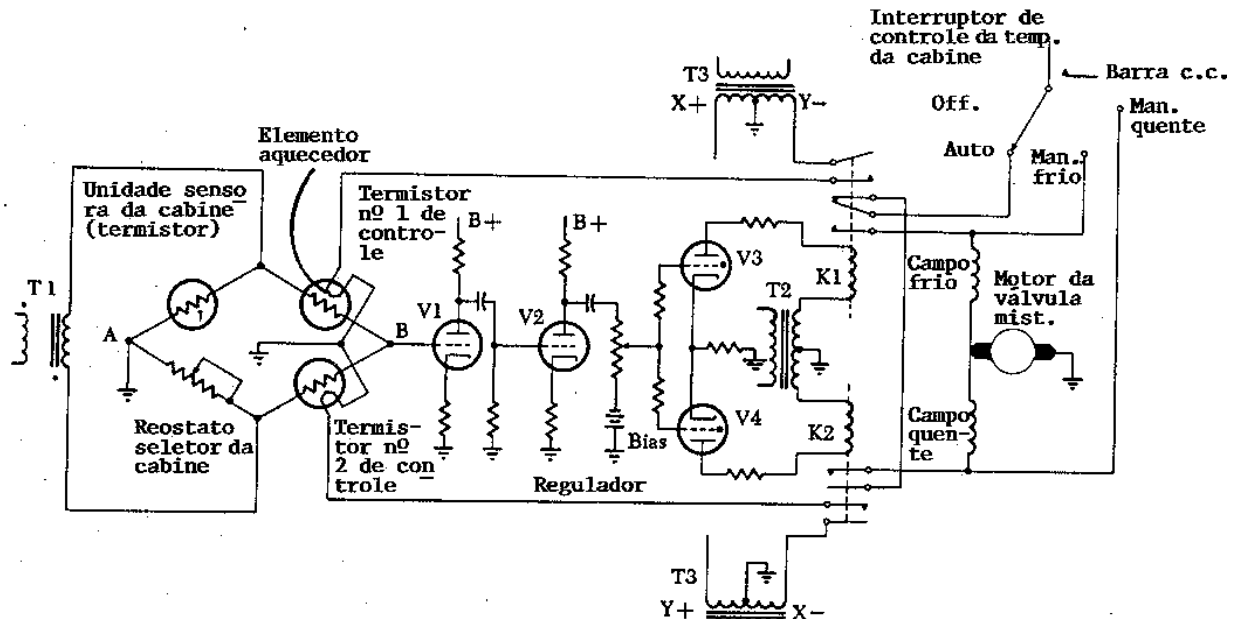 Interruptor de
controle da temp.
da cabine
T3
X+
Y-
Barra c.c.
Off.
Man.
quente
Auto
Man.
frio
Elemento
aquecedor
Unidade senso
ra da cabine
(termistor)
Termistor
nº 1 de
contro-
le
B+
B+
V3
K1
Campo
frio
Motor da
válvula
mist.
T1
A
B
V1
V2
T2
V4
K2
Campo
quen-
te
Reostato
seletor da
cabine
Termis-
tor nº
2 de con
trole
Bias
Regulador
T3
Y+
X-